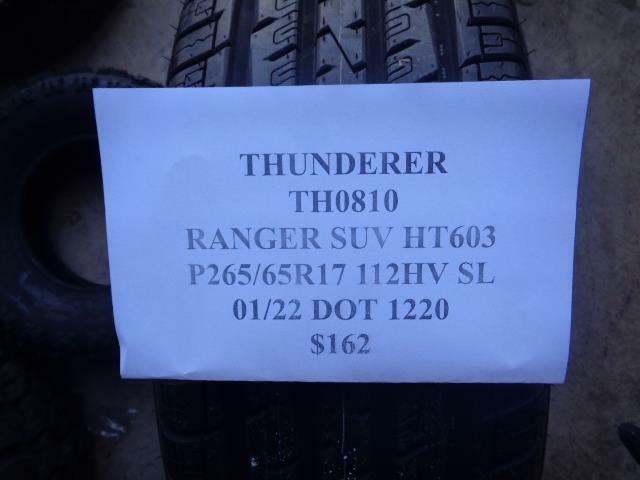 THUNDERER
TH0810
RANGER SUV HT603
P265/65R17 112HV SL
01/22 DOT 1220
$162